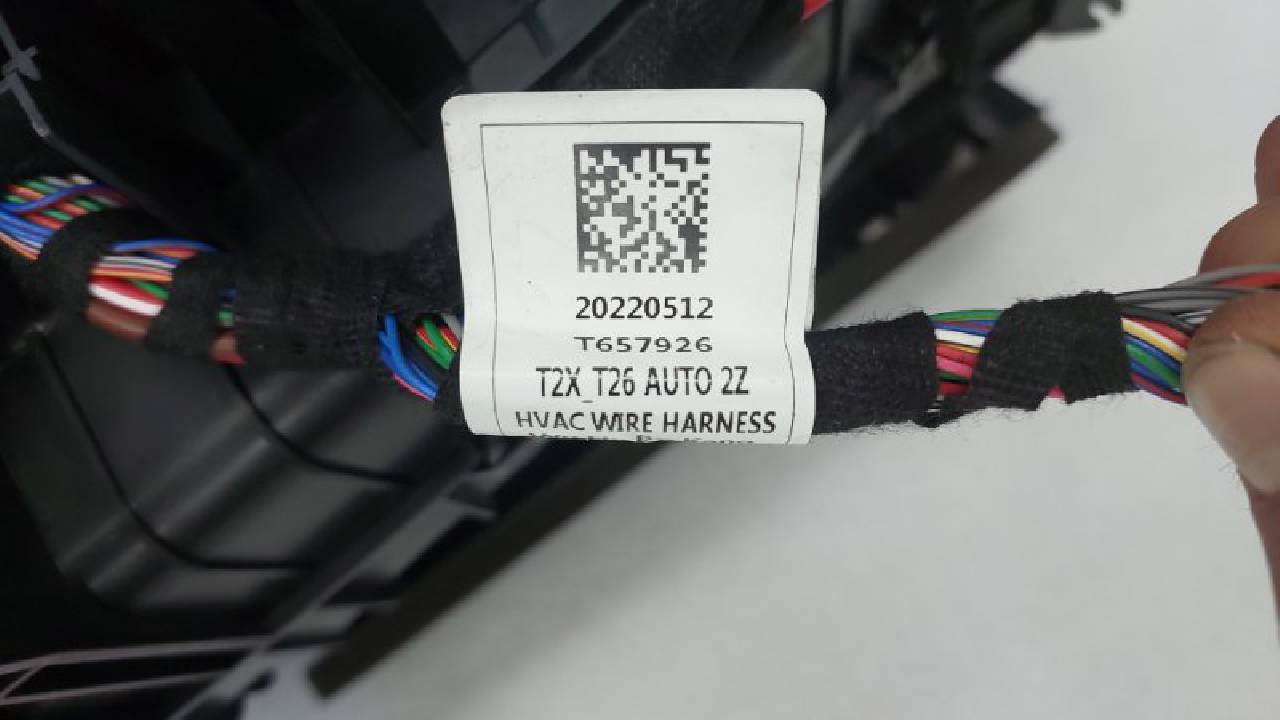 20220512
T657926
T2X_T26 AUTO 2Z
HVAC WIRE HARNESS